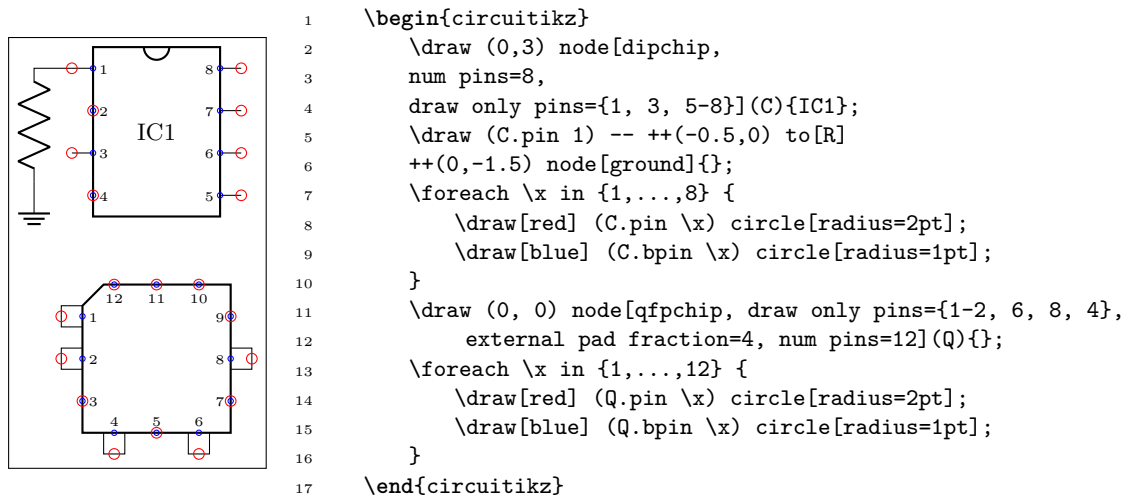 1 8
2 7
IC1
3 6
4 5
12 11 10
1 9
2 8
3 7
4 5 6
1 \begin{circuitikz}
2 \draw (0,3) node[dipchip,
3 num pins=8,
4 draw only pins={1, 3, 5-8}](C){IC1};
5 \draw (C.pin 1) -- ++(-0.5,0) to[R]
6 ++(0,-1.5) node[ground]{};
7 \foreach \x in {1,...,8} {
8 \draw[red] (C.pin \x) circle[radius=2pt];
9 \draw[blue] (C.bpin \x) circle[radius=1pt];
10 }
11 \draw (0, 0) node[qfpchip, draw only pins={1-2, 6, 8, 4},
12 external pad fraction=4, num pins=12](Q){};
13 \foreach \x in {1,...,12} {
14 \draw[red] (Q.pin \x) circle[radius=2pt];
15 \draw[blue] (Q.bpin \x) circle[radius=1pt];
16 }
17 \end{circuitikz}